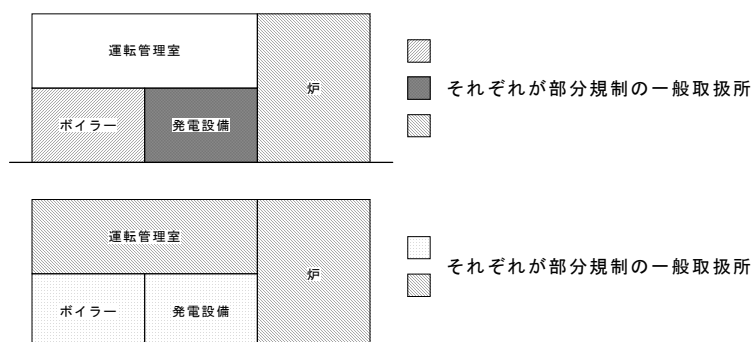 運転管理室
炉
ボイラー
発電設備
それぞれが部分規制の一般取扱所
運転管理室
炉
ボイラー
発電設備
それぞれが部分規制の一般取扱所